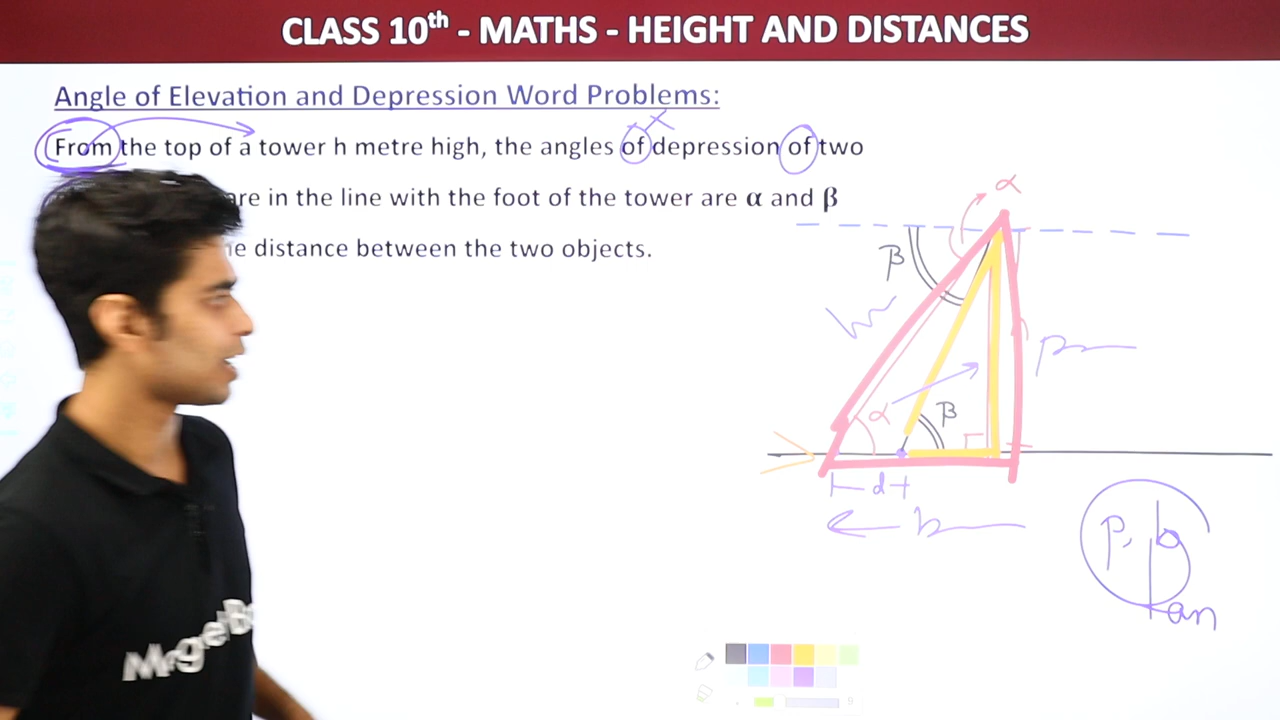 CLASS 10th - MATHS - HEIGHT AND DISTANCES
Angle of Elevation and Depression Word Problems:
From the top of a tower h metre high, the angles of depression of two
are in the line with the foot of the tower are α and β
distance between the two objects.
α
β
h
p
α
β
d
b
p, b
tan